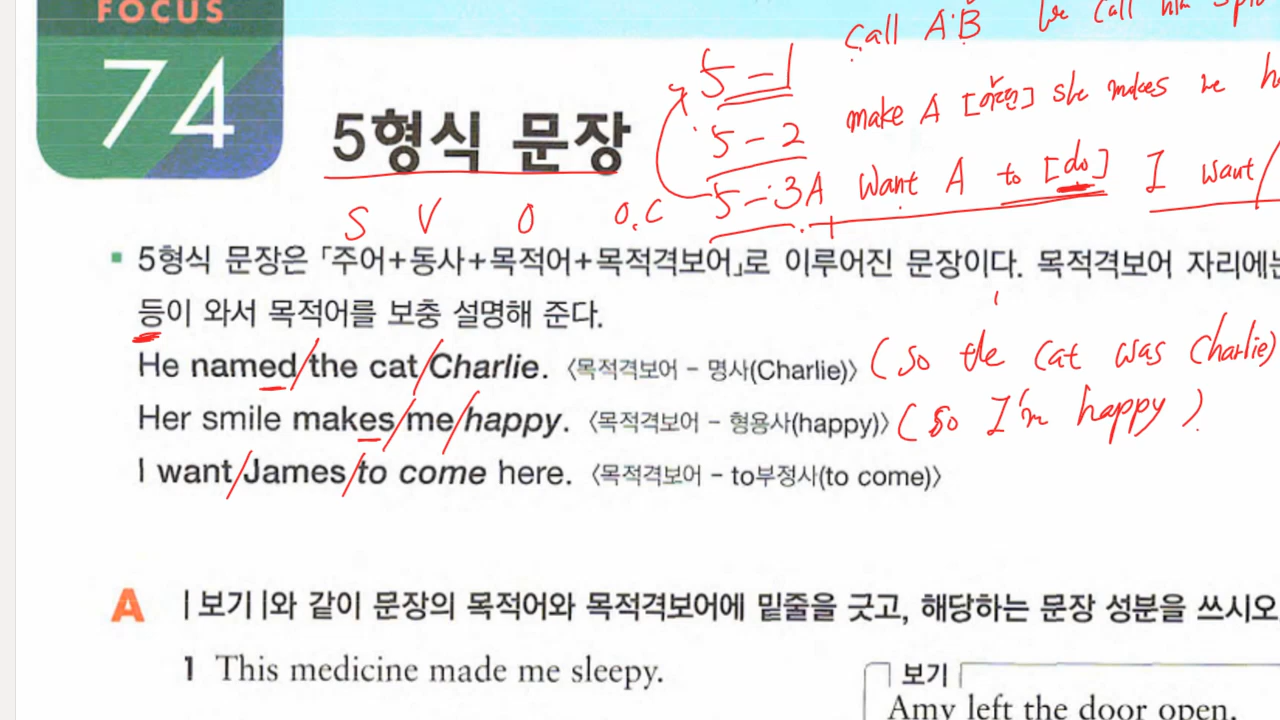 FOCUS
74
5형식 문장
call A B We call him
5-1
make A [어떤] she makes me
5-2
5-3A want A to [do] I want
S V O O.C
5형식 문장은 「주어+동사+목적어+목적격보어」로 이루어진 문장이다. 목적격보어 자리에는
등이 와서 목적어를 보충 설명해 준다.
He named/the cat/Charlie. 〈목적격보어 – 명사(Charlie)〉 (so the cat was Charlie)
Her smile makes/me/happy. 〈목적격보어 – 형용사(happy)〉 (so I'm happy)
I want/James/to come here. 〈목적격보어 – to부정사(to come)〉
A |보기|와 같이 문장의 목적어와 목적격보어에 밑줄을 긋고, 해당하는 문장 성분을 쓰시오
1 This medicine made me sleepy.
보기
Amy left the door open.